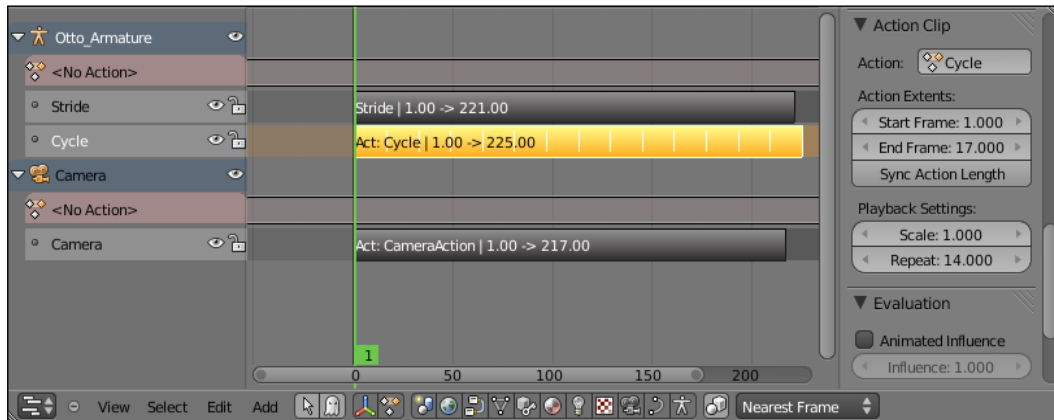 Otto_Armature
<No Action>
Stride
Stride | 1.00 -> 221.00
Cycle
Act: Cycle | 1.00 -> 225.00
Camera
<No Action>
Camera
Act: CameraAction | 1.00 -> 217.00
1
0 50 100 150 200
View Select Edit Add Nearest Frame
Action Clip
Action: Cycle
Action Extents:
Start Frame: 1.000
End Frame: 17.000
Sync Action Length
Playback Settings:
Scale: 1.000
Repeat: 14.000
Evaluation
Animated Influence
Influence: 1.000